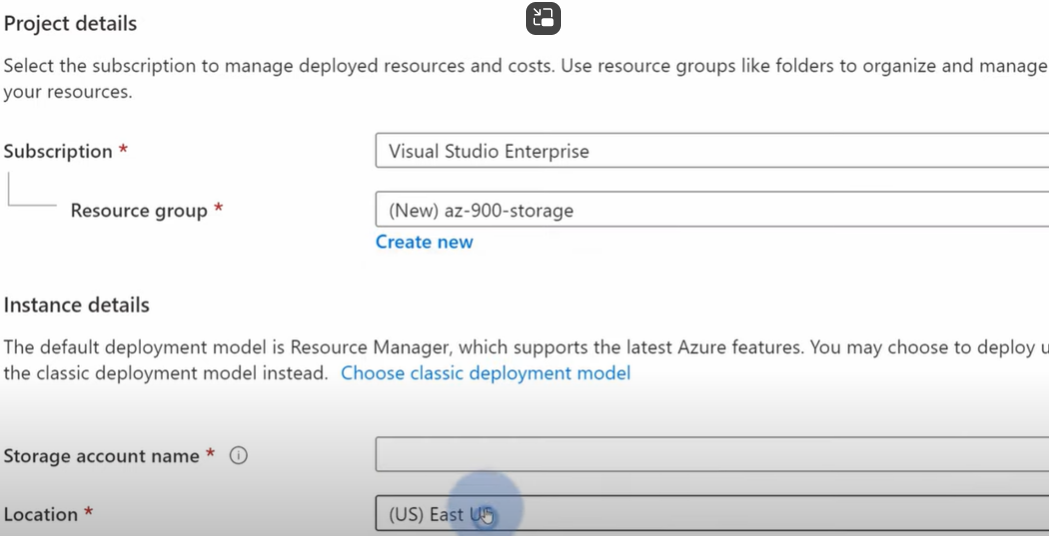 Project details
Select the subscription to manage deployed resources and costs. Use resource groups like folders to organize and manage
your resources.
Subscription *
Visual Studio Enterprise
Resource group *
(New) az-900-storage
Create new
Instance details
The default deployment model is Resource Manager, which supports the latest Azure features. You may choose to deploy u
the classic deployment model instead. Choose classic deployment model
Storage account name *
Location *
(US) East US